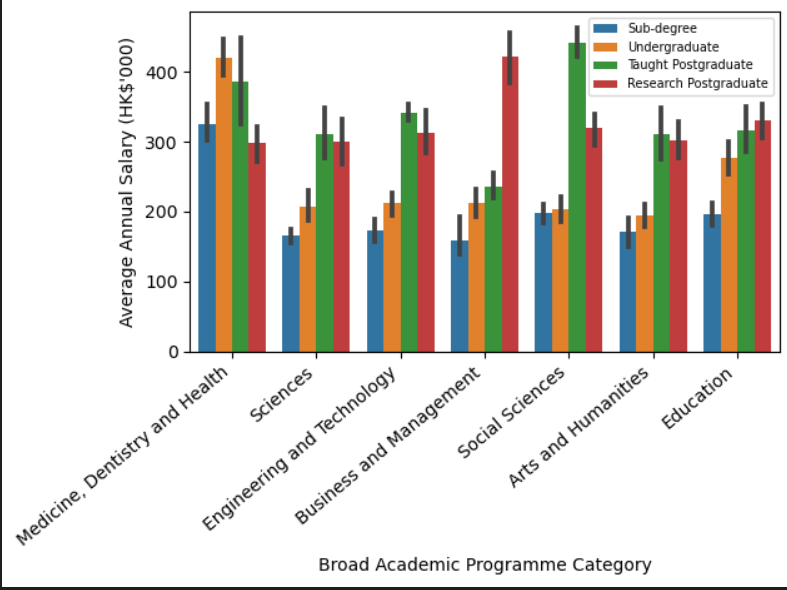 Average Annual Salary (HK$'000)
400
300
200
100
0
Sub-degree
Undergraduate
Taught Postgraduate
Research Postgraduate
Medicine, Dentistry and Health
Sciences
Engineering and Technology
Business and Management
Social Sciences
Arts and Humanities
Education
Broad Academic Programme Category